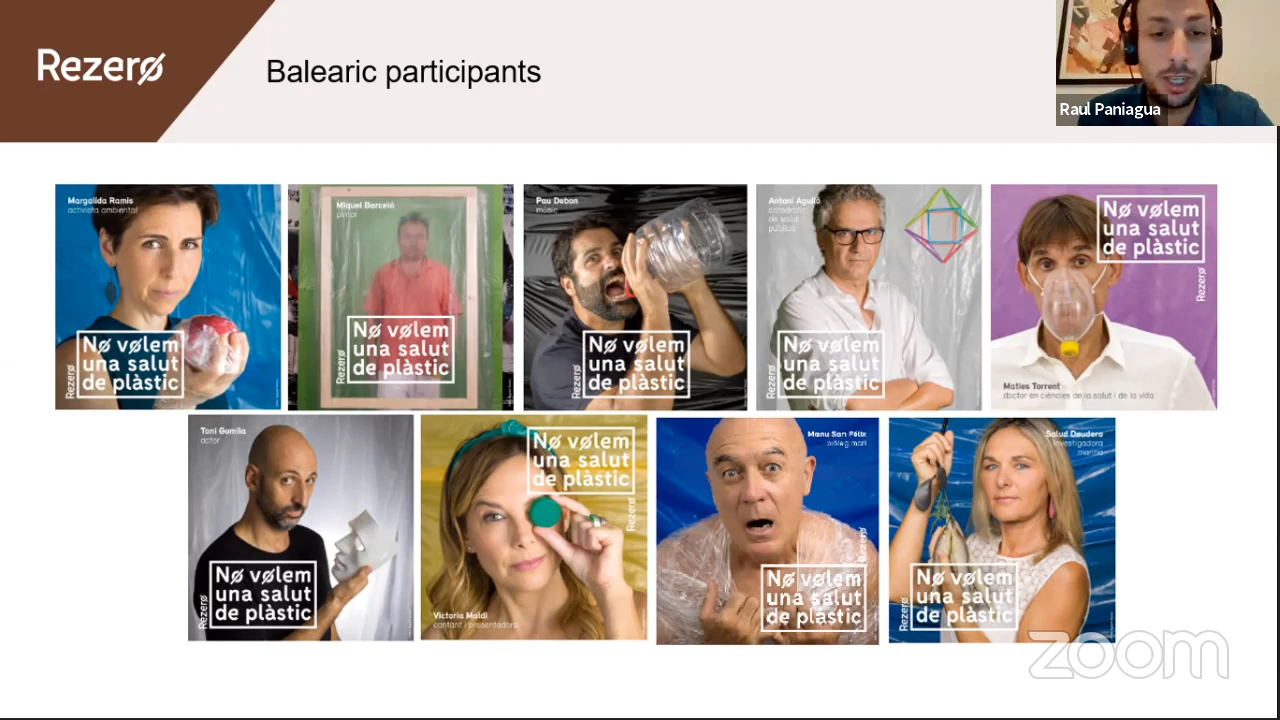 Rezerø
Balearic participants
Raul Paniagua
Margalida Ramis
activista ambiental
Nø vølem
una salut
de plàstic
Rezerø
Miquel Barceló
pintor
Nø vølem
una salut
de plàstic
Rezerø
Pau Debon
músic
Nø vølem
una salut
de plàstic
Rezerø
Antoni Aguiló
catedràtic
de salut
pública
Nø vølem
una salut
de plàstic
Rezerø
Nø vølem
una salut
de plàstic
Rezerø
Maties Torrent
doctor en ciències de la salut i de la vida
Toni Gomila
actor
Nø vølem
una salut
de plàstic
Rezerø
Nø vølem
una salut
de plàstic
Rezerø
Victoria Maldi
cantant i presentadora
Manu San Félix
biòleg marí
Rezerø
Nø vølem
una salut
de plàstic
Salud Deudero
investigadora
marina
Nø vølem
una salut
de plàstic
Rezerø
zoom